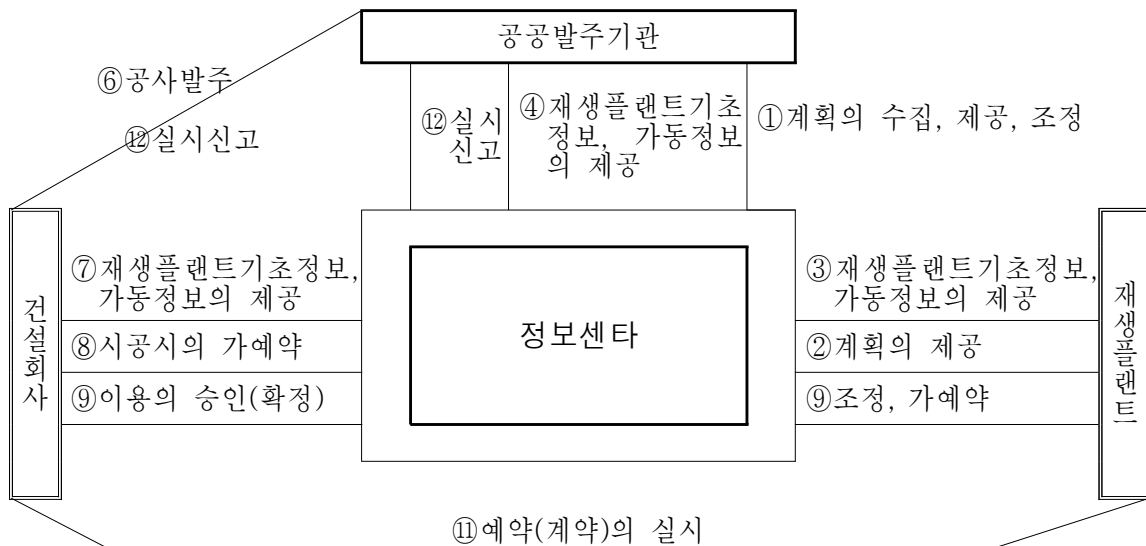 공공발주기관
⑥공사발주
⑫실시신고
⑫실시
신고
④재생플랜트기초
정보, 가동정보
의 제공
①계획의 수집, 제공, 조정
건설회사
⑦재생플랜트기초정보,
가동정보의 제공
⑧시공시의 가예약
⑨이용의 승인(확정)
정보센타
③재생플랜트기초정보,
가동정보의 제공
②계획의 제공
⑨조정, 가예약
재생플랜트
⑪예약(계약)의 실시